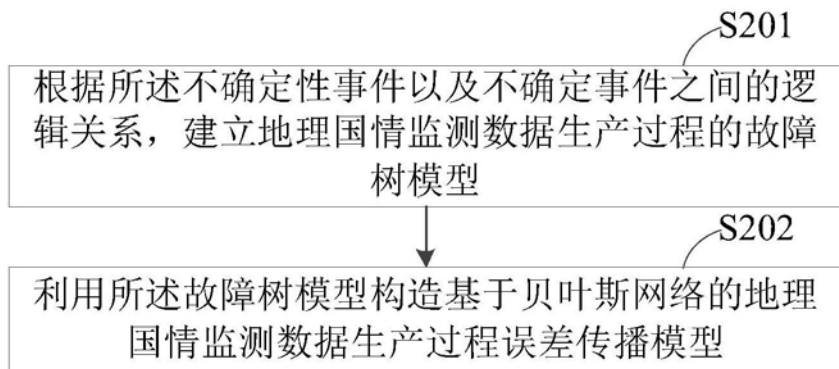 S201
根据所述不确定性事件以及不确定事件之间的逻
辑关系，建立地理国情监测数据生产过程的故障
树模型
S202
利用所述故障树模型构造基于贝叶斯网络的地理
国情监测数据生产过程误差传播模型